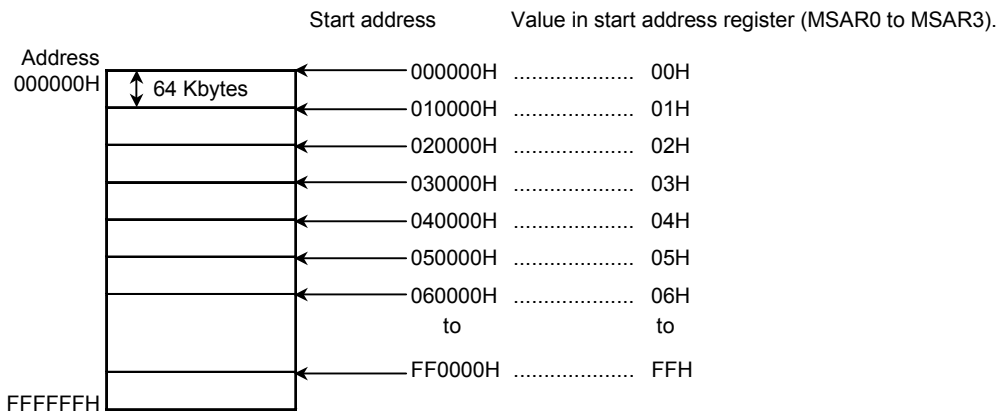 Start address Value in start address register (MSAR0 to MSAR3).
Address
000000H 64 Kbytes 000000H ..................... 00H
010000H ..................... 01H
020000H ..................... 02H
030000H ..................... 03H
040000H ..................... 04H
050000H ..................... 05H
060000H ..................... 06H
to to
FF0000H ..................... FFH
FFFFFFH